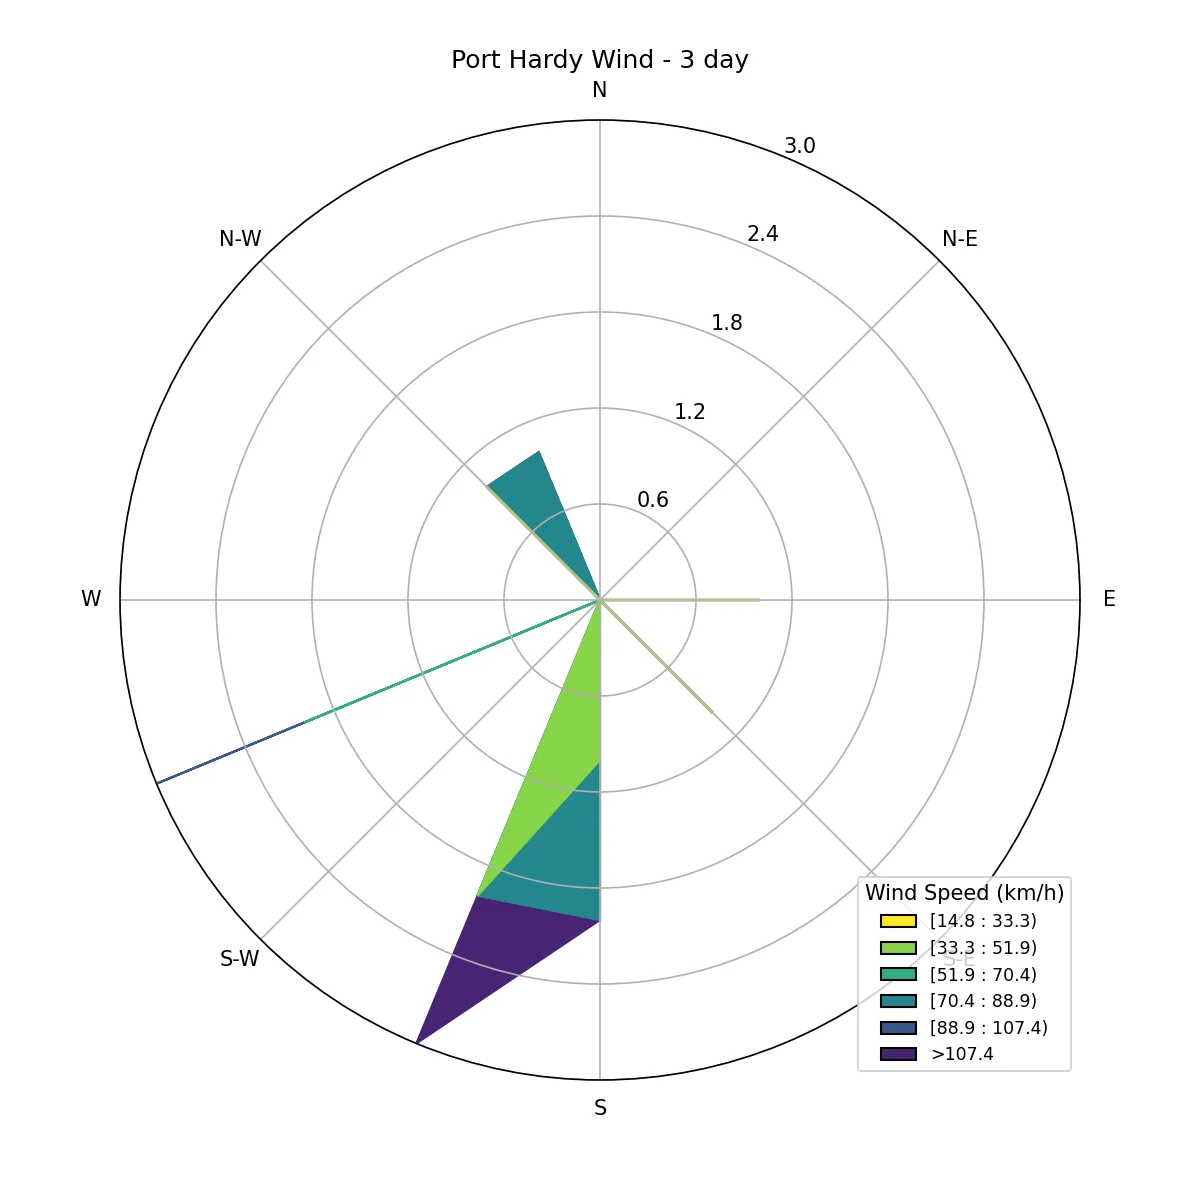 Port Hardy Wind - 3 day
N
3.0
N-W
2.4
N-E
1.8
1.2
0.6
W
E
Wind Speed (km/h)
[14.8 : 33.3)
[33.3 : 51.9)
S-W
S-E
[51.9 : 70.4)
[70.4 : 88.9)
[88.9 : 107.4)
>107.4
S